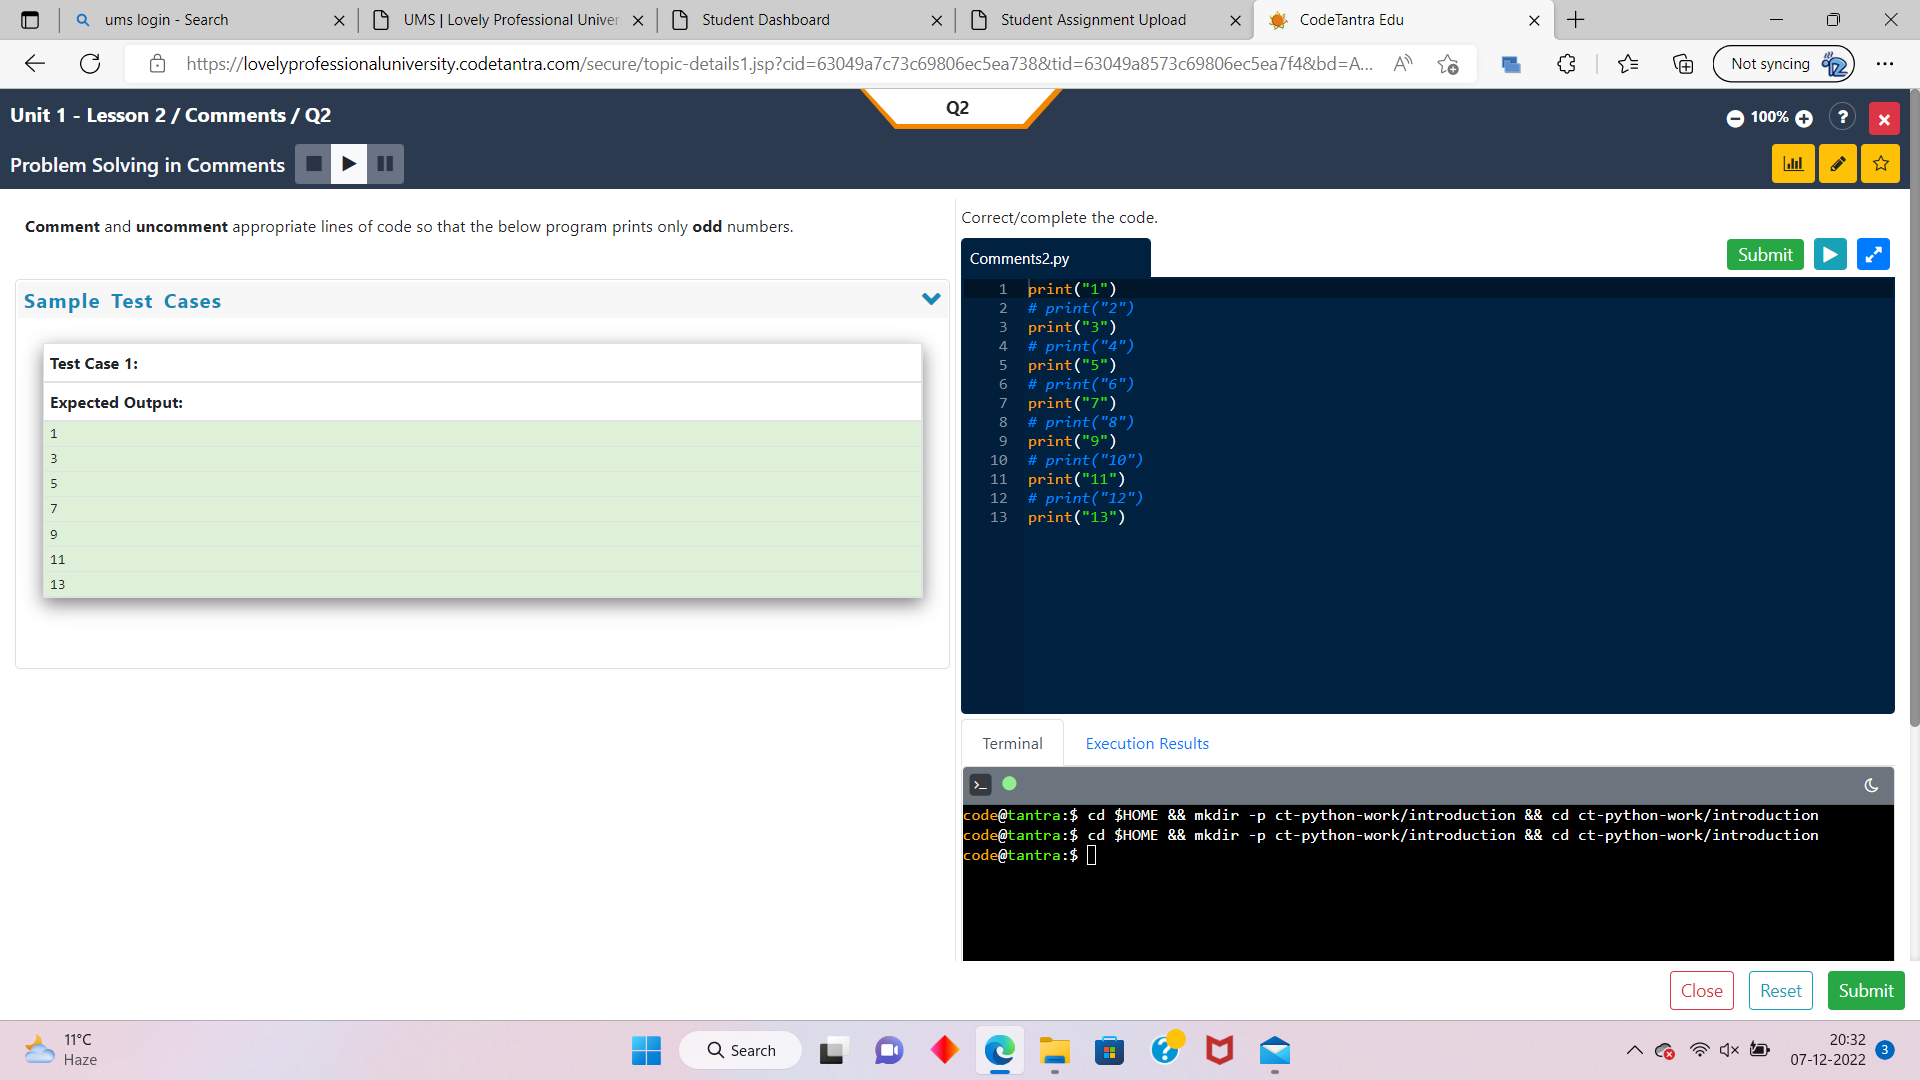 ums login - Search
UMS | Lovely Professional Univer
Student Dashboard
Student Assignment Upload
CodeTantra Edu
https://lovelyprofessionaluniversity.codetantra.com/secure/topic-details1.jsp?cid=63049a7c73c69806ec5ea738&tid=63049a8573c69806ec5ea7f4&bd=A...
Not syncing
Unit 1 - Lesson 2 / Comments / Q2
Q2
100%
?
Problem Solving in Comments
Comment and uncomment appropriate lines of code so that the below program prints only odd numbers.
Sample Test Cases
Test Case 1:
Expected Output:
1
3
5
7
9
11
13
Correct/complete the code.
Comments2.py
Submit
1 print("1")
2 # print("2")
3 print("3")
4 # print("4")
5 print("5")
6 # print("6")
7 print("7")
8 # print("8")
9 print("9")
10 # print("10")
11 print("11")
12 # print("12")
13 print("13")
Terminal
Execution Results
code@tantra:$ cd $HOME && mkdir -p ct-python-work/introduction && cd ct-python-work/introduction
code@tantra:$ cd $HOME && mkdir -p ct-python-work/introduction && cd ct-python-work/introduction
code@tantra:$
Close
Reset
Submit
11°C
Haze
Search
20:32
07-12-2022
3